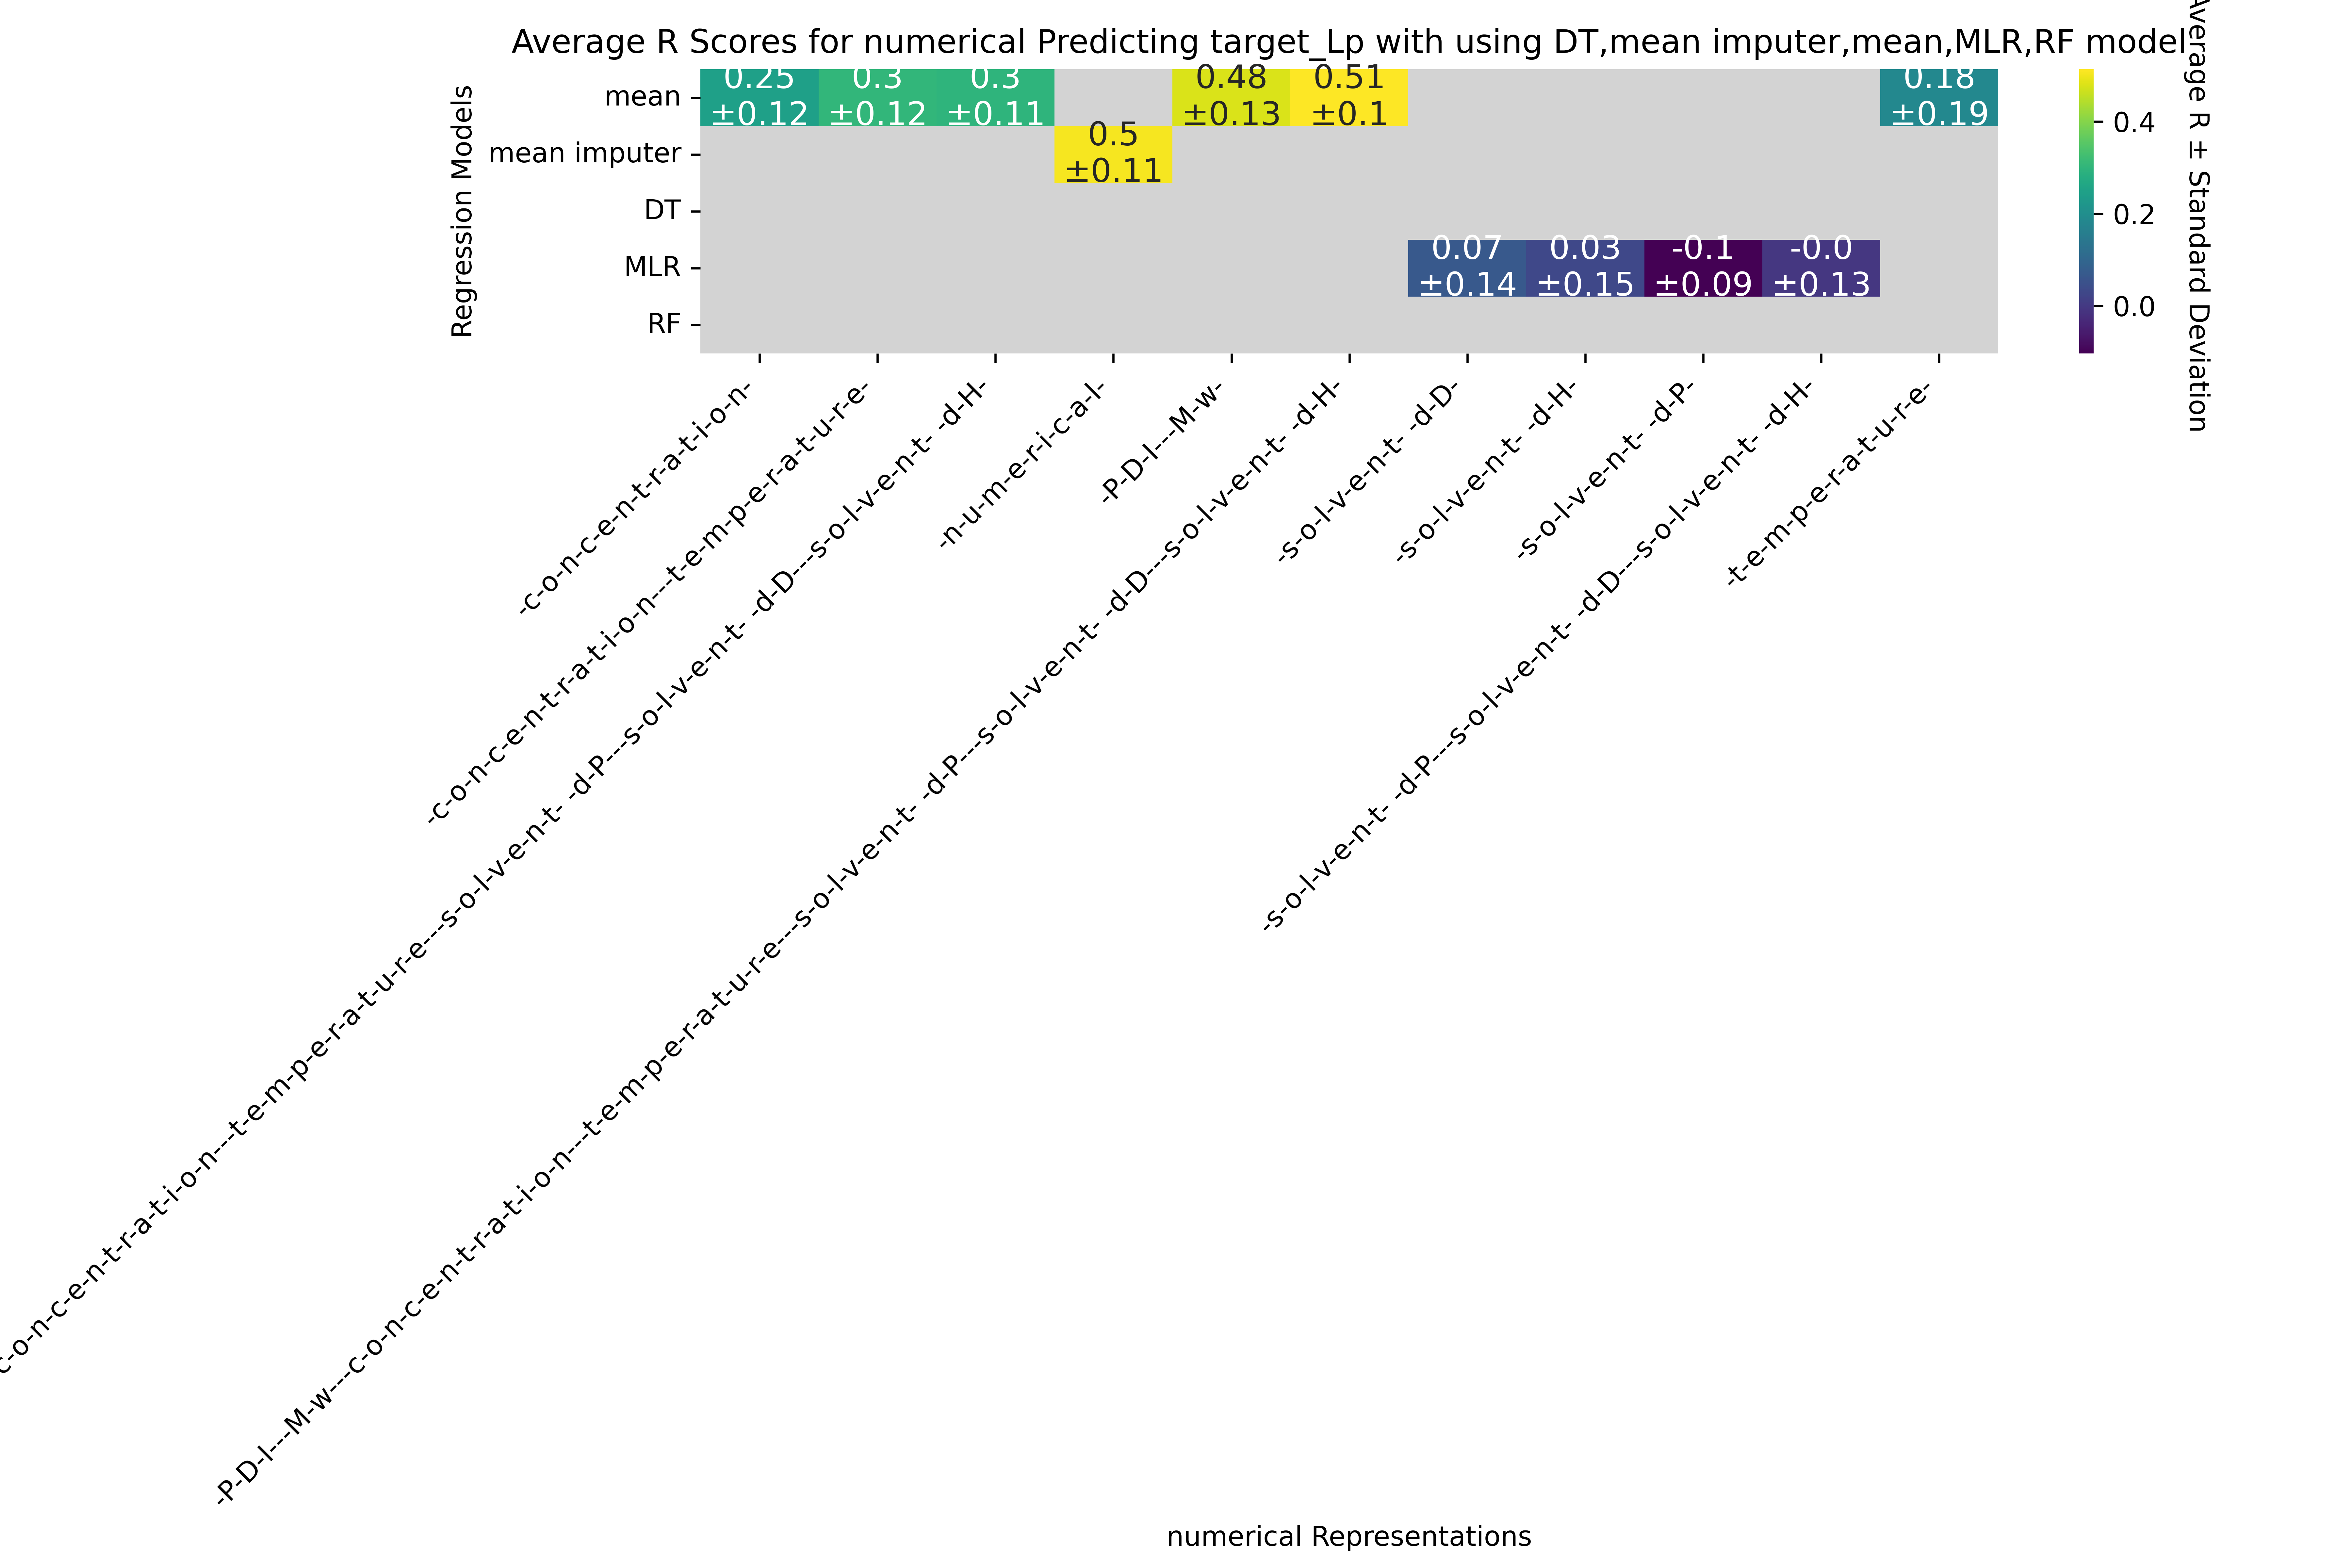 Average R Scores for numerical Predicting target_Lp with using DT,mean imputer,mean,MLR,RF model
Regression Models
mean
mean imputer
DT
MLR
RF
0.25
±0.12
0.3
±0.12
0.3
±0.11
0.48
±0.13
0.51
±0.1
0.18
±0.19
0.5
±0.11
0.07
±0.14
0.03
±0.15
-0.1
±0.09
-0.0
±0.13
0.4
0.2
0.0
Average R ± Standard Deviation
-c-o-n-c-e-n-t-r-a-t-i-o-n-
-c-o-n-c-e-n-t-r-a-t-i-o-n---t-e-m-p-e-r-a-t-u-r-e-
c-o-n-c-e-n-t-r-a-t-i-o-n---t-e-m-p-e-r-a-t-u-r-e---s-o-l-v-e-n-t- -d-P---s-o-l-v-e-n-t- -d-D---s-o-l-v-e-n-t- -d-H-
-n-u-m-e-r-i-c-a-l-
-P-D-I---M-w-
-P-D-I---M-w---c-o-n-c-e-n-t-r-a-t-i-o-n---t-e-m-p-e-r-a-t-u-r-e---s-o-l-v-e-n-t- -d-P---s-o-l-v-e-n-t- -d-D---s-o-l-v-e-n-t- -d-H-
-s-o-l-v-e-n-t- -d-D-
-s-o-l-v-e-n-t- -d-H-
-s-o-l-v-e-n-t- -d-P-
-s-o-l-v-e-n-t- -d-P---s-o-l-v-e-n-t- -d-D---s-o-l-v-e-n-t- -d-H-
-t-e-m-p-e-r-a-t-u-r-e-
numerical Representations